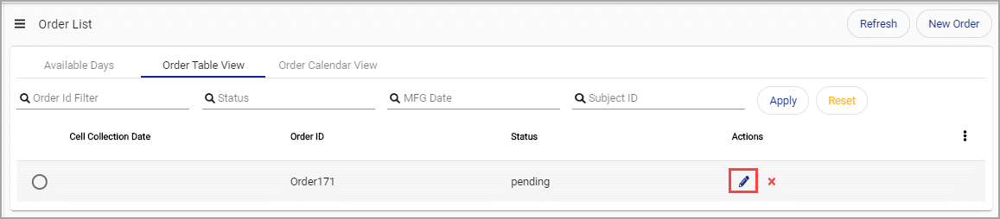 Order List
Refresh
New Order
Available Days
Order Table View
Order Calendar View
Order Id Filter
Status
MFG Date
Subject ID
Apply
Reset
Cell Collection Date
Order ID
Status
Actions
Order171
pending